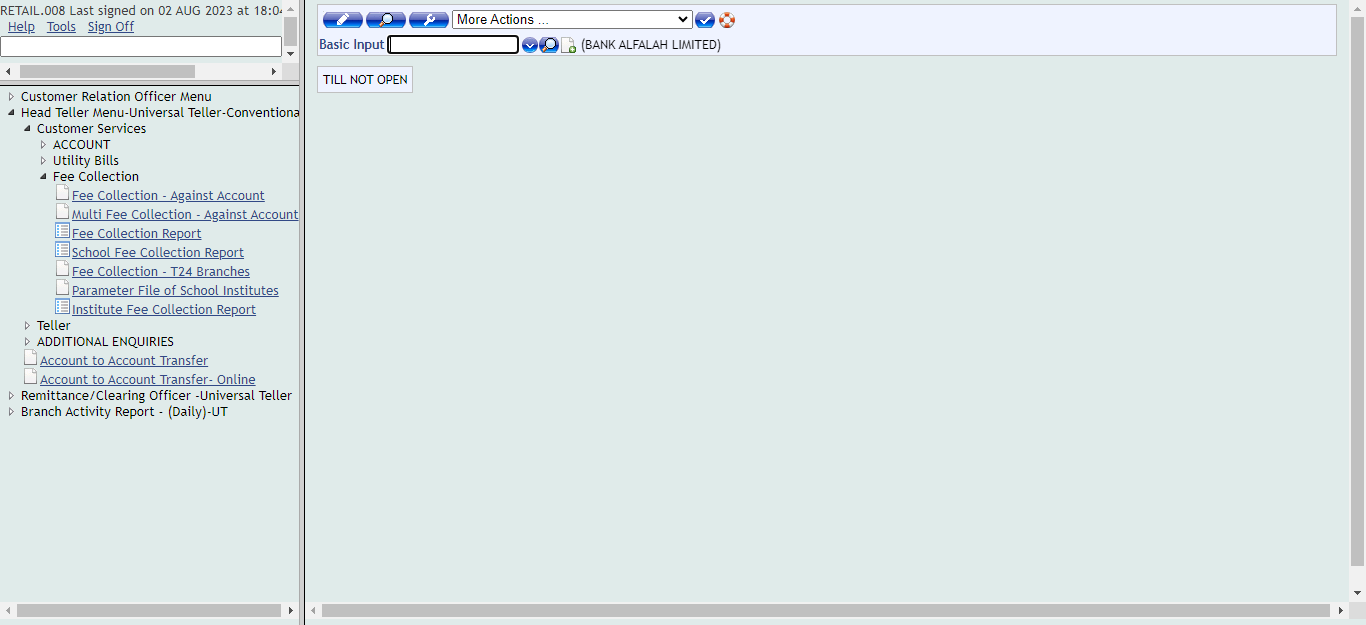 RETAIL.008 Last signed on 02 AUG 2023 at 18:04
Help Tools Sign Off
Customer Relation Officer Menu
Head Teller Menu-Universal Teller-Conventiona
Customer Services
ACCOUNT
Utility Bills
Fee Collection
Fee Collection - Against Account
Multi Fee Collection - Against Account
Fee Collection Report
School Fee Collection Report
Fee Collection - T24 Branches
Parameter File of School Institutes
Institute Fee Collection Report
Teller
ADDITIONAL ENQUIRIES
Account to Account Transfer
Account to Account Transfer- Online
Remittance/Clearing Officer -Universal Teller
Branch Activity Report - (Daily)-UT
More Actions ...
Basic Input (BANK ALFALAH LIMITED)
TILL NOT OPEN